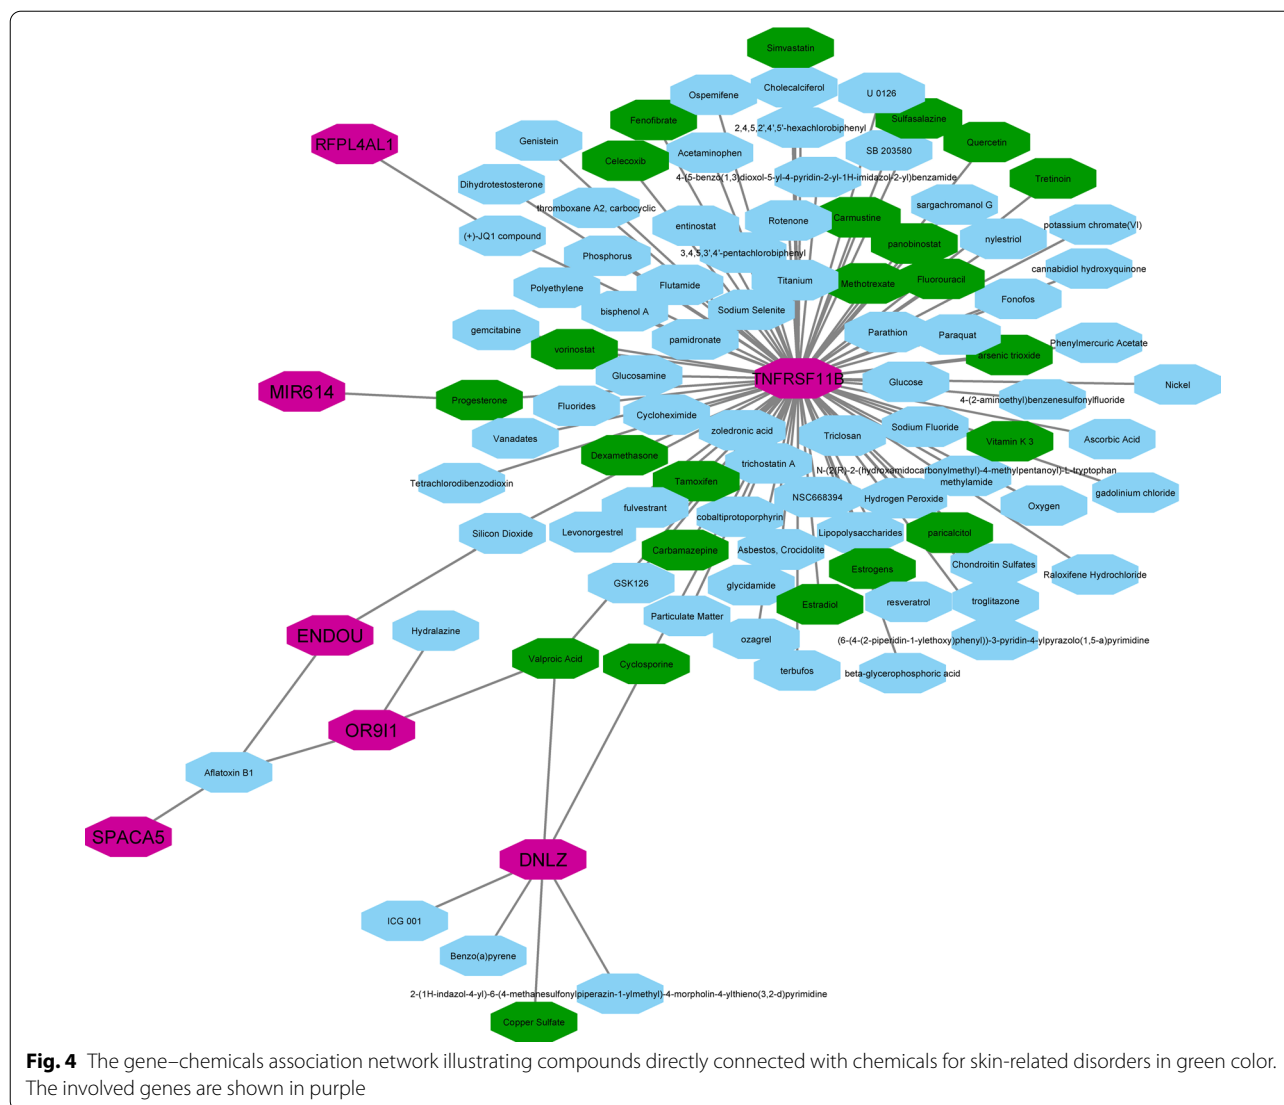 Simvastatin
Cholecalciferol
Ospemifene
U 0126
Fenofibrate
Sulfasalazine
2,4,5,2',4',5'-hexachlorobiphenyl
RFPL4AL1
Genistein
Quercetin
Celecoxib
Acetaminophen
SB 203580
4-(5-benzo(1,3)dioxol-5-yl-4-pyridin-2-yl-1H-imidazol-2-yl)benzamide
Tretinoin
Dihydrotestosterone
thromboxane A2, carbocyclic
sargachromanol G
entinostat
Rotenone
Carmustine
potassium chromate(VI)
(+)-JQ1 compound
panobinostat
nylestriol
Phosphorus
3,4,5,3',4'-pentachlorobiphenyl
cannabidiol hydroxyquinone
Polyethylene
Flutamide
Titanium
Methotrexate
Fluorouracil
Fonofos
bisphenol A
Sodium Selenite
gemcitabine
pamidronate
Parathion
Paraquat
Phenylmercuric Acetate
vorinostat
arsenic trioxide
Glucosamine
TNFRSF11B
Glucose
Nickel
MIR614
Progesterone
Fluorides
4-(2-aminoethyl)benzenesulfonylfluoride
Cycloheximide
Vanadates
zoledronic acid
Triclosan
Sodium Fluoride
Vitamin K 3
Ascorbic Acid
Dexamethasone
trichostatin A
N-(2(R)-2-(hydroxamidocarbonylmethyl)-4-methylpentanoyl)-L-tryptophan
methylamide
Tetrachlorodibenzodioxin
Tamoxifen
NSC668394
Hydrogen Peroxide
gadolinium chloride
fulvestrant
Oxygen
cobaltiprotoporphyrin
Silicon Dioxide
Levonorgestrel
Lipopolysaccharides
paricalcitol
Carbamazepine
Asbestos, Crocidolite
Chondroitin Sulfates
Estrogens
Raloxifene Hydrochloride
GSK126
glycidamide
Estradiol
resveratrol
troglitazone
Particulate Matter
ENDOU
Hydralazine
ozagrel
(6-(4-(2-piperidin-1-ylethoxy)phenyl))-3-pyridin-4-ylpyrazolo(1,5-a)pyrimidine
Valproic Acid
Cyclosporine
terbufos
beta-glycerophosphoric acid
OR9I1
Aflatoxin B1
SPACA5
DNLZ
ICG 001
Benzo(a)pyrene
2-(1H-indazol-4-yl)-6-(4-methanesulfonylpiperazin-1-ylmethyl)-4-morpholin-4-ylthieno(3,2-d)pyrimidine
Copper Sulfate
Fig. 4 The gene–chemicals association network illustrating compounds directly connected with chemicals for skin-related disorders in green color.
The involved genes are shown in purple